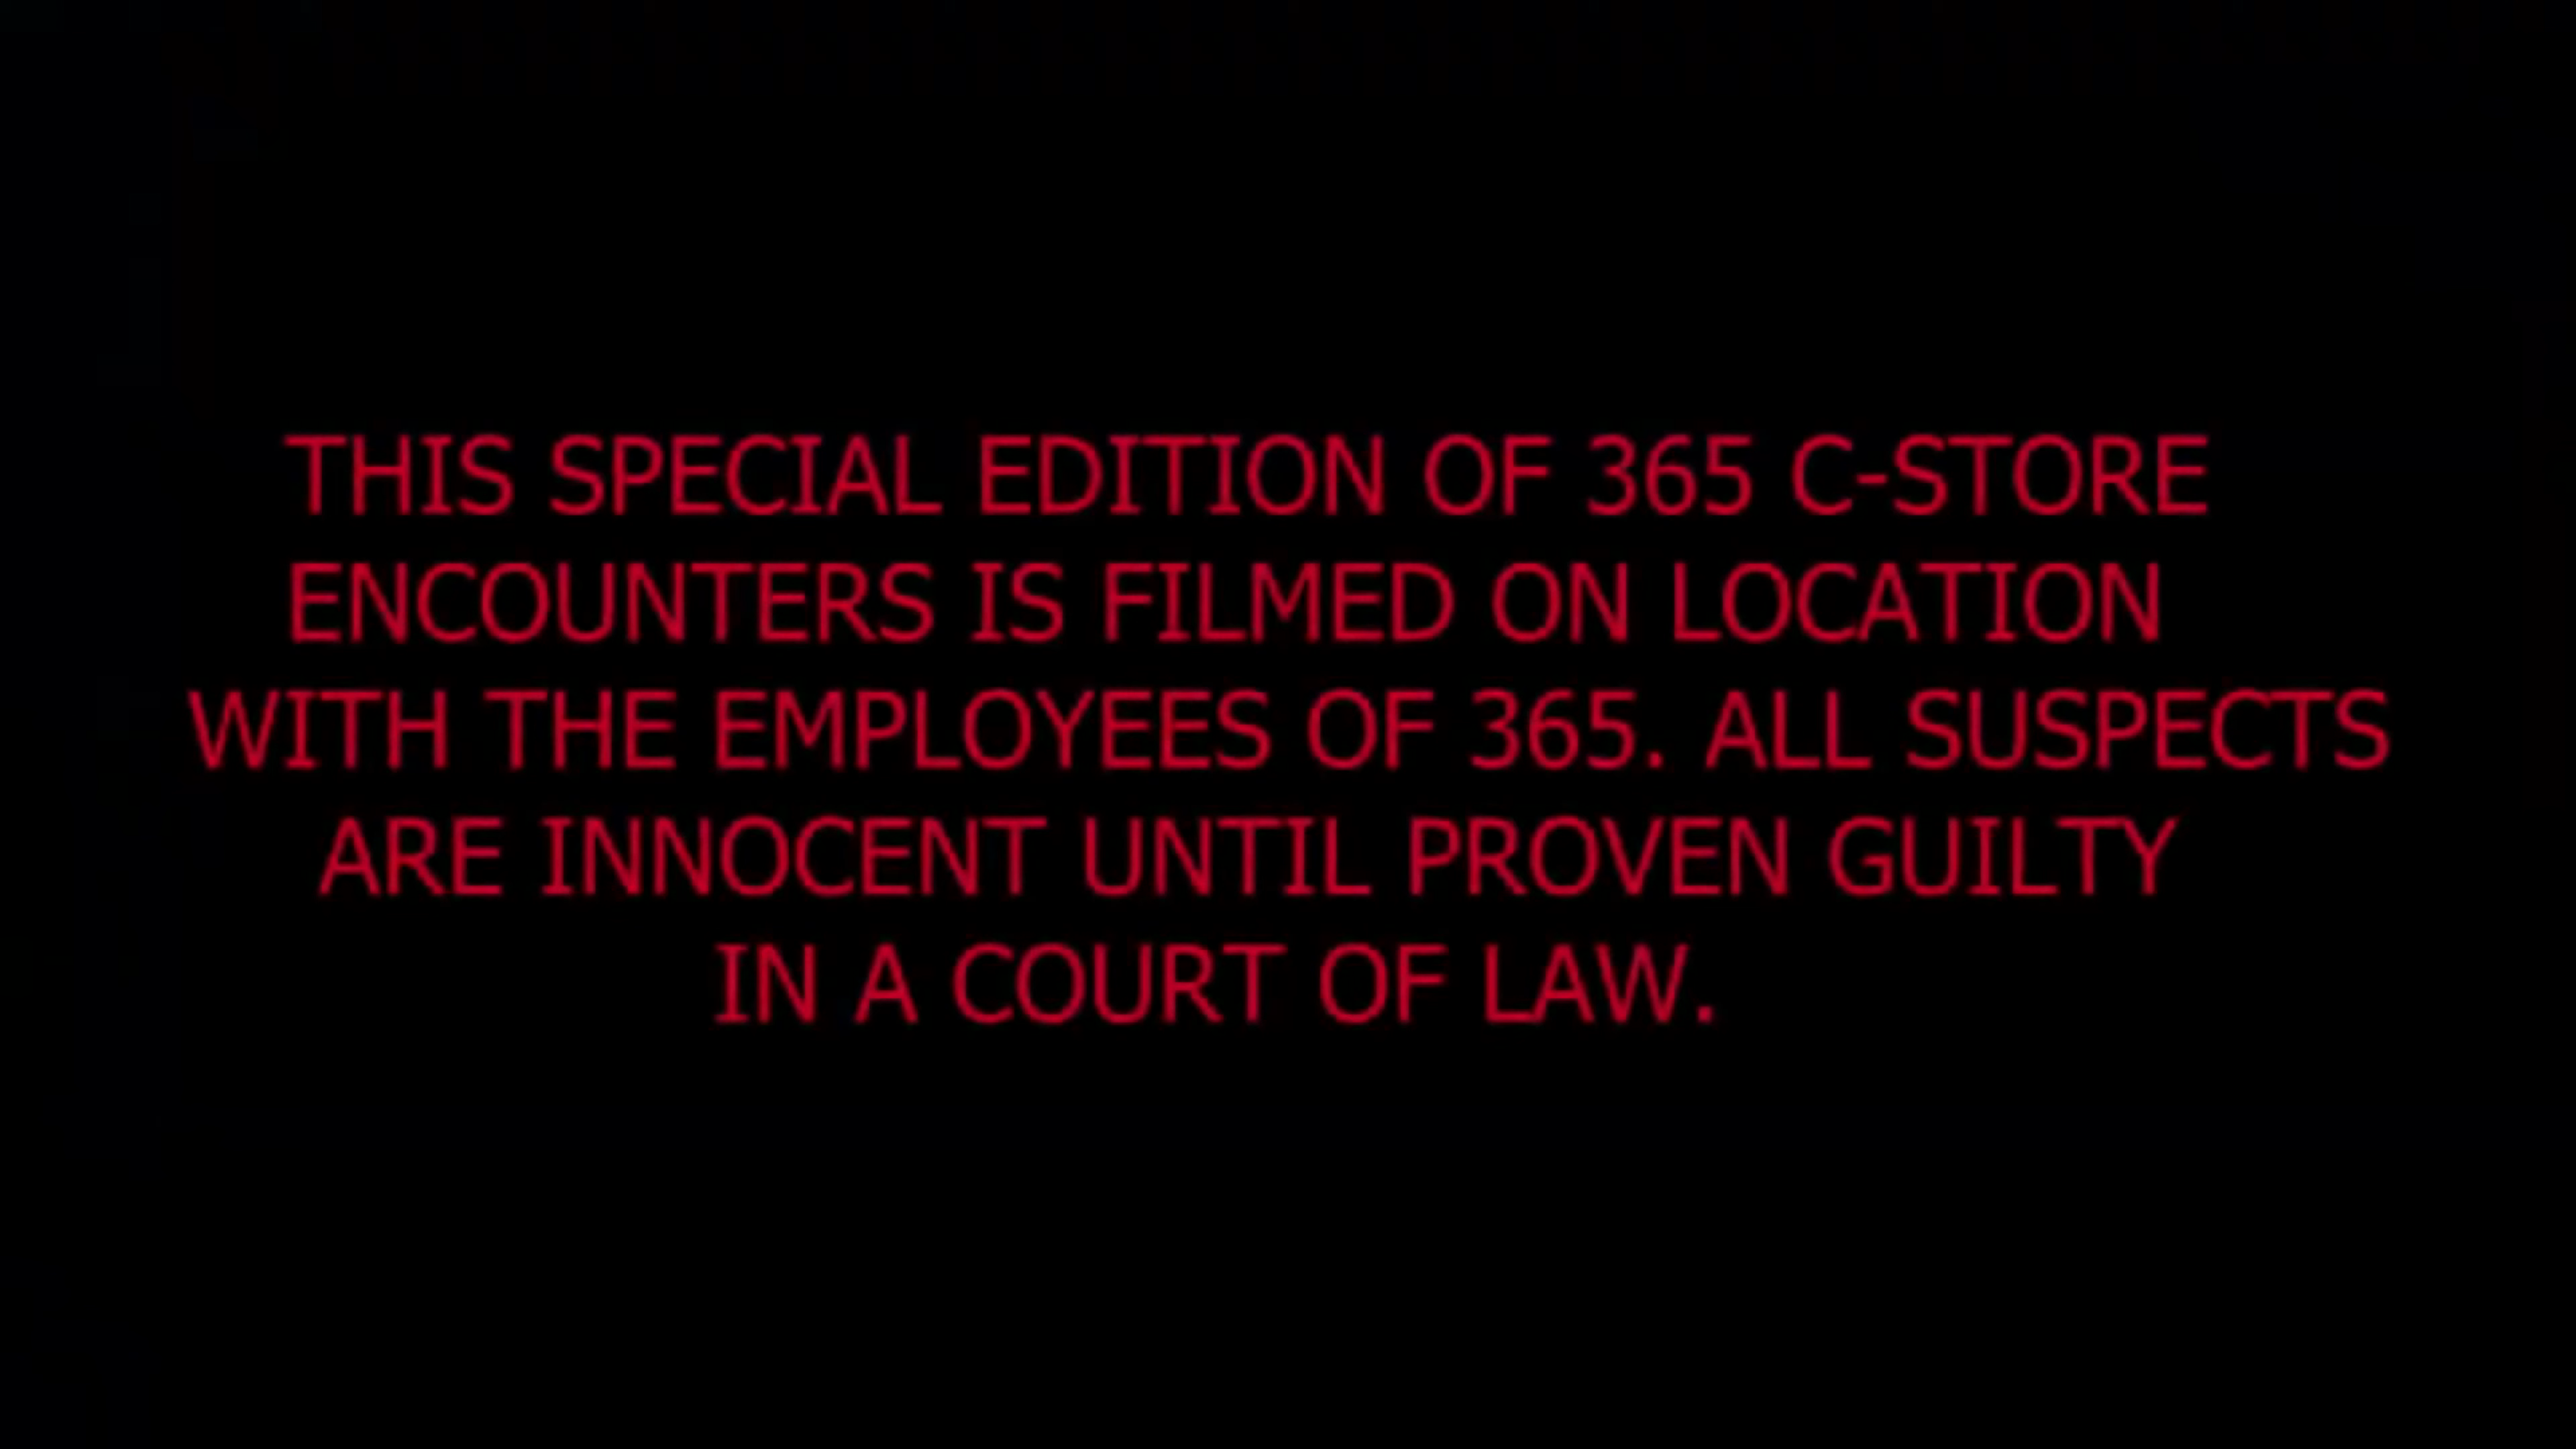 THIS SPECIAL EDITION OF 365 C-STORE
ENCOUNTERS IS FILMED ON LOCATION
WITH THE EMPLOYEES OF 365. ALL SUSPECTS
ARE INNOCENT UNTIL PROVEN GUILTY
IN A COURT OF LAW.